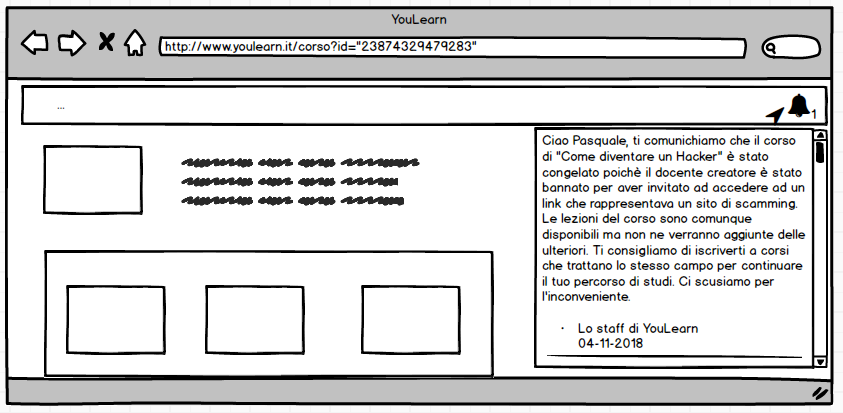 YouLearn
http://www.youlearn.it/corso?id="23874329479283"
...
1
Ciao Pasquale, ti comunichiamo che il corso
di "Come diventare un Hacker" è stato
congelato poichè il docente creatore è stato
bannato per aver invitato ad accedere ad un
link che rappresentava un sito di scamming.
Le lezioni del corso sono comunque
disponibili ma non ne verranno aggiunte delle
ulteriori. Ti consigliamo di iscriverti a corsi
che trattano lo stesso campo per continuare
il tuo percorso di studi. Ci scusiamo per
l'inconveniente.
· Lo staff di YouLearn
04-11-2018